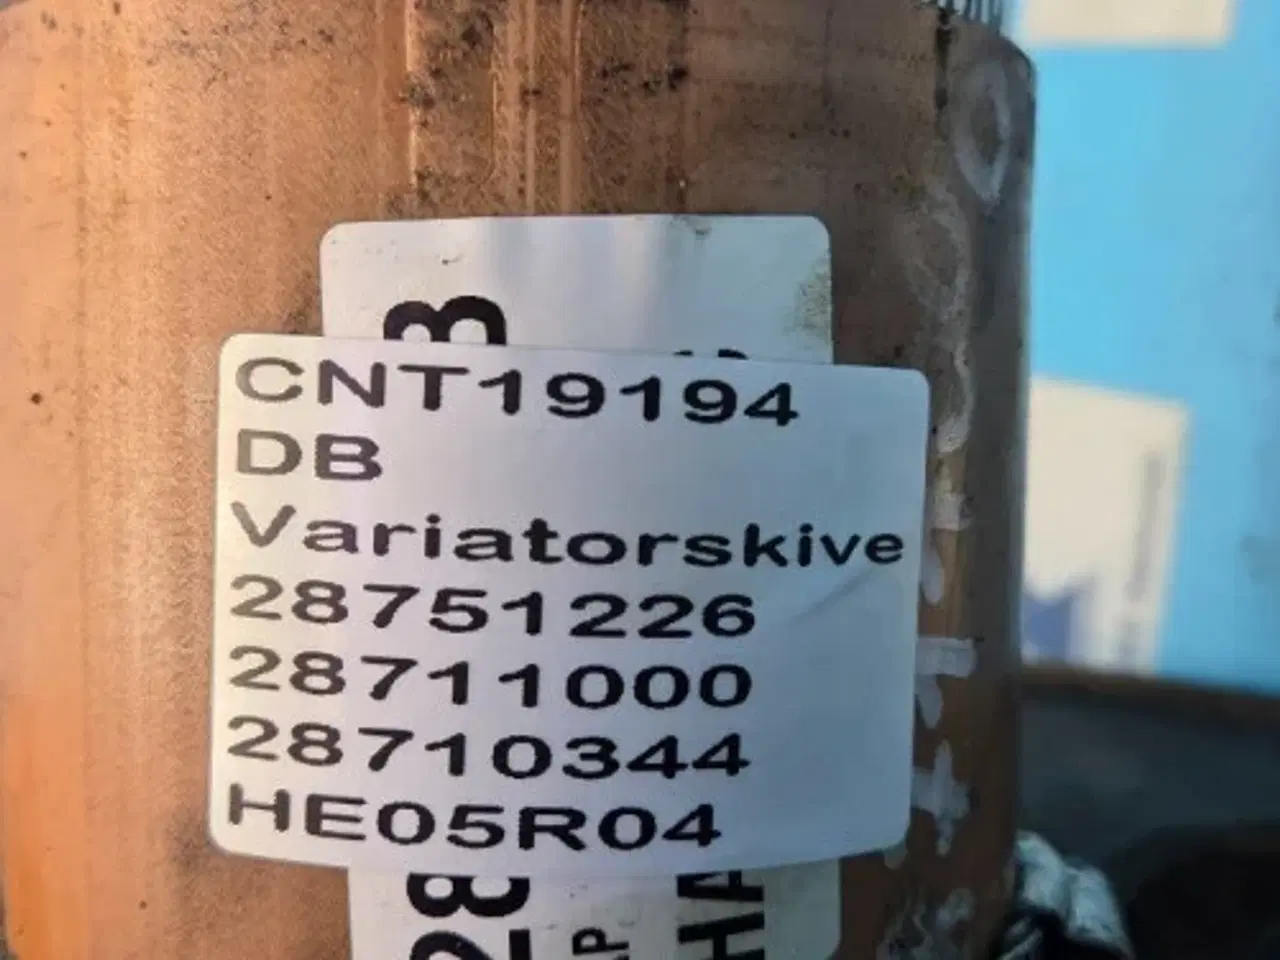 CNT19194
DB
Variatorskive
28751226
28711000
28710344
HE05R04